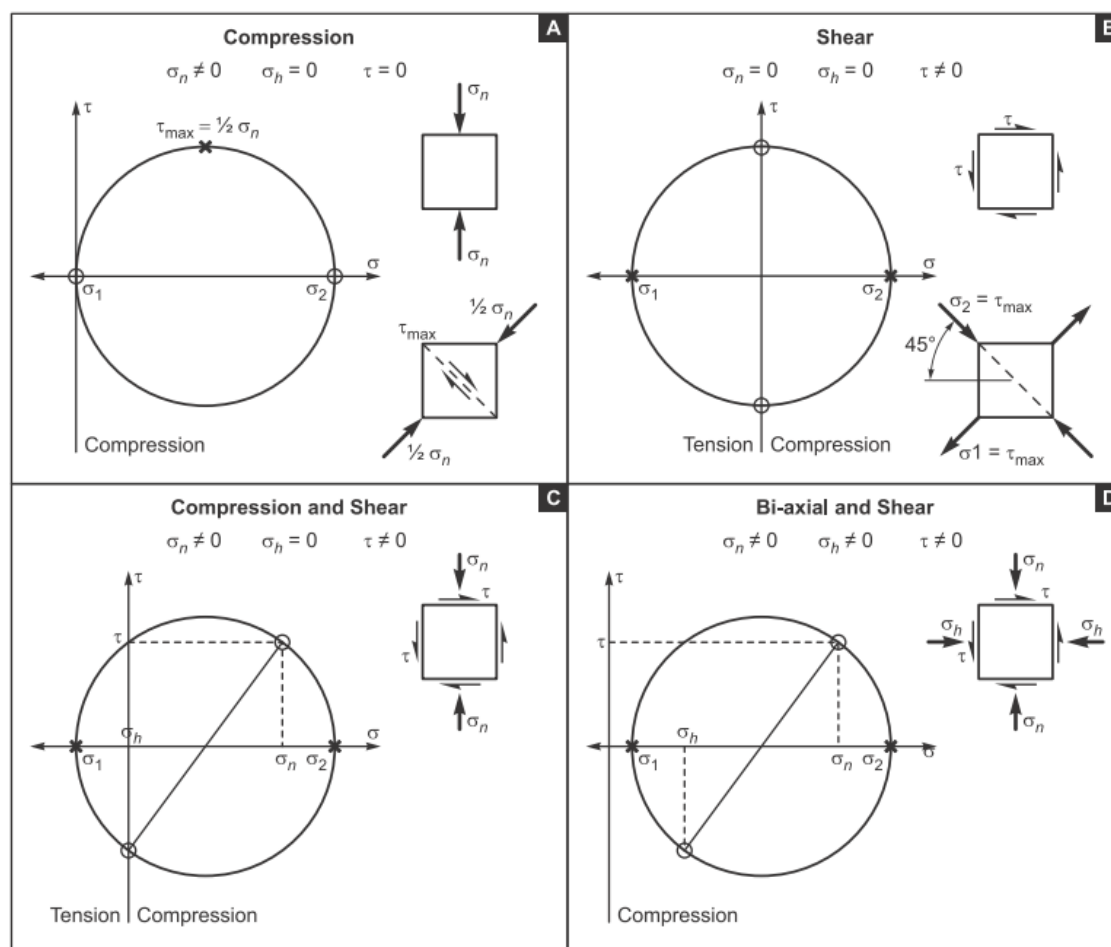 A
Compression
σn ≠ 0 σh = 0 τ = 0
τ
τmax = ½ σn
σn
σn
σ
σ1
σ2
½ σn
τmax
½ σn
Compression
B
Shear
σn = 0 σh = 0 τ ≠ 0
τ
τ
τ
σ
σ1
σ2
σ2 = τmax
45°
σ1 = τmax
Tension Compression
C
Compression and Shear
σn ≠ 0 σh = 0 τ ≠ 0
τ
σn
τ
τ
τ
σn
σh
σ
σ1
σn
σ2
Tension Compression
D
Bi-axial and Shear
σn ≠ 0 σh ≠ 0 τ ≠ 0
σn
τ
τ
σh
σh
τ
σn
σh
σ
σ1
σn
σ2
Compression